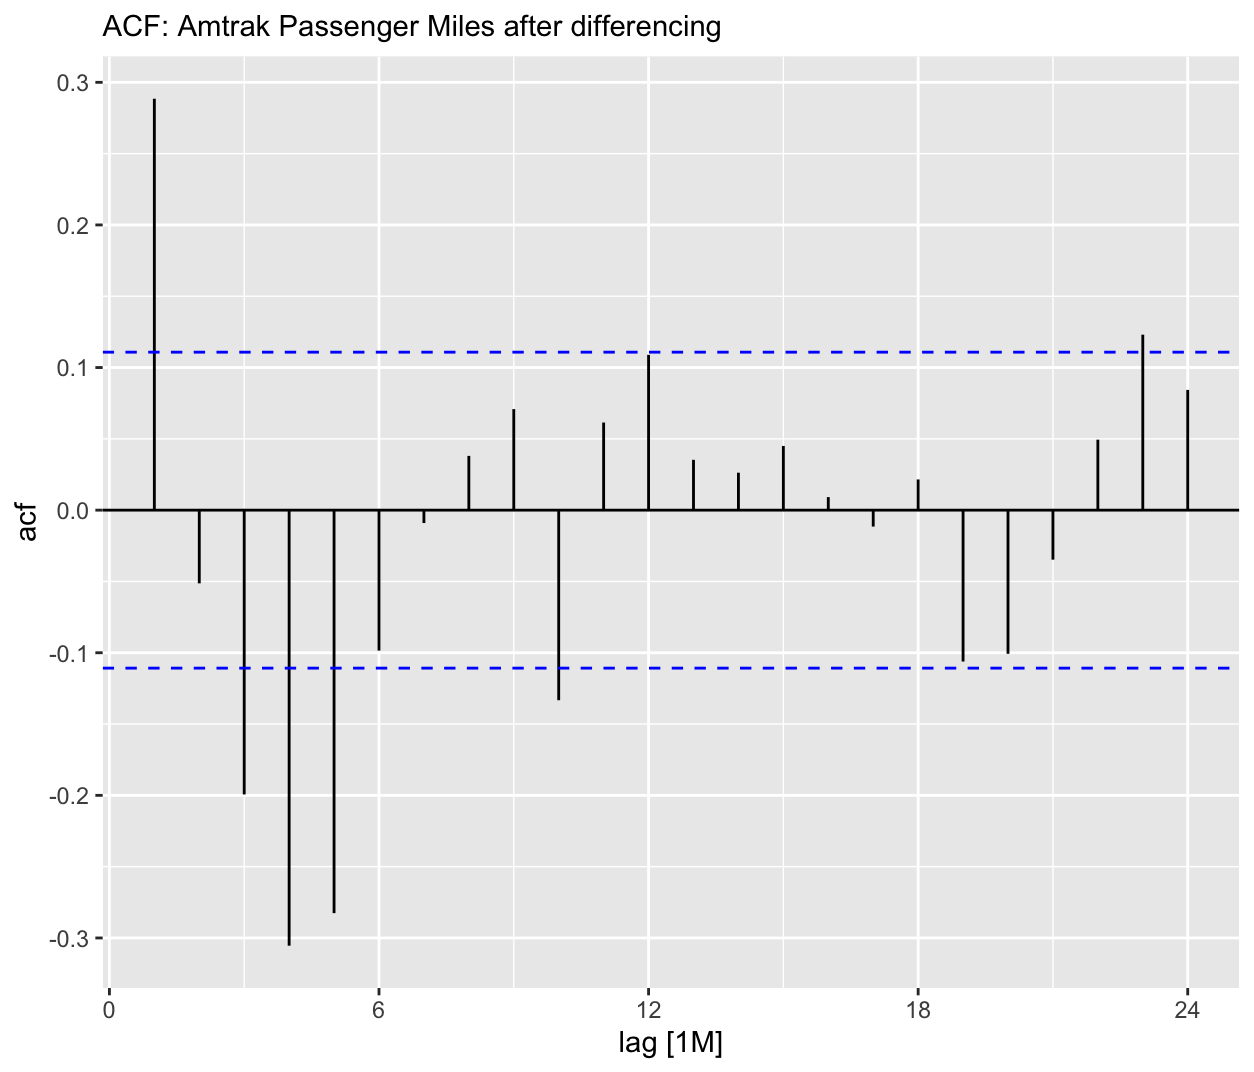 ACF: Amtrak Passenger Miles after differencing
0.3
0.2
0.1
0.0
-0.1
-0.2
-0.3
acf
0 6 12 18 24
lag [1M]